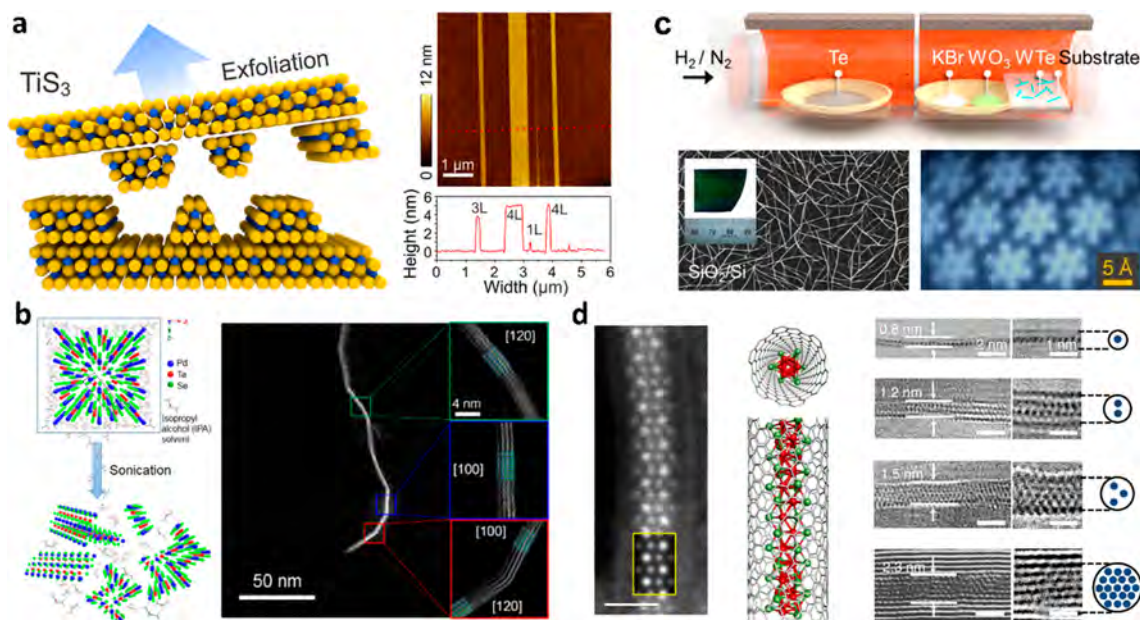 a
TiS3
Exfoliation
12 nm
0
1 μm
Height (nm)
6
4
2
0
3L
4L
1L
4L
0 1 2 3 4 5 6
Width (μm)
b
Pd
Ta
Se
Isopropyl
alcohol (IPA)
solvent
Sonication
50 nm
[120]
4 nm
[100]
[100]
[120]
c
H2 / N2
Te
KBr WO3 WTe Substrate
SiO2/Si
5 Å
d
0.8 nm
2 nm
1 nm
1.2 nm
1.5 nm
2.3 nm